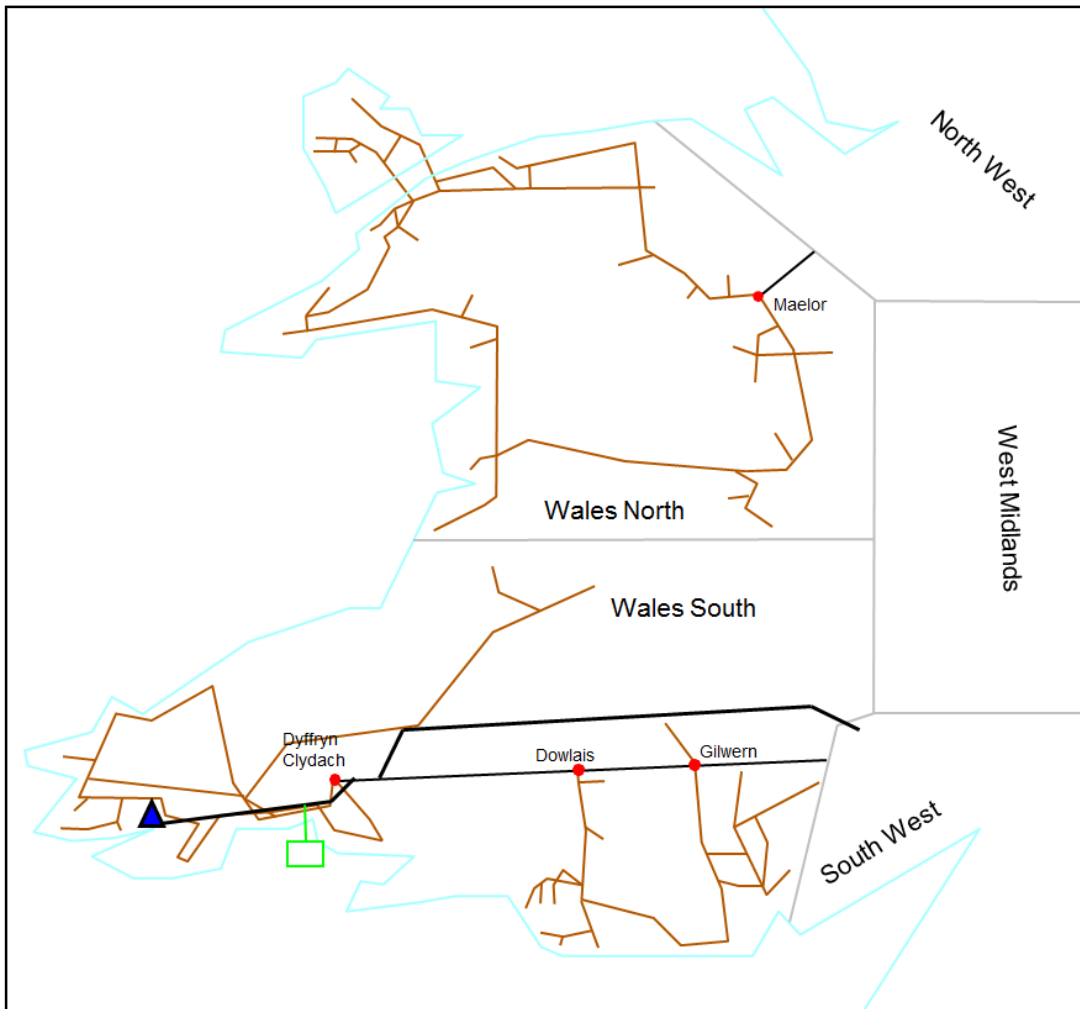 North West
Maelor
West Midlands
Wales North
Wales South
Dyffryn
Clydach
Dowlais
Gilwern
South West